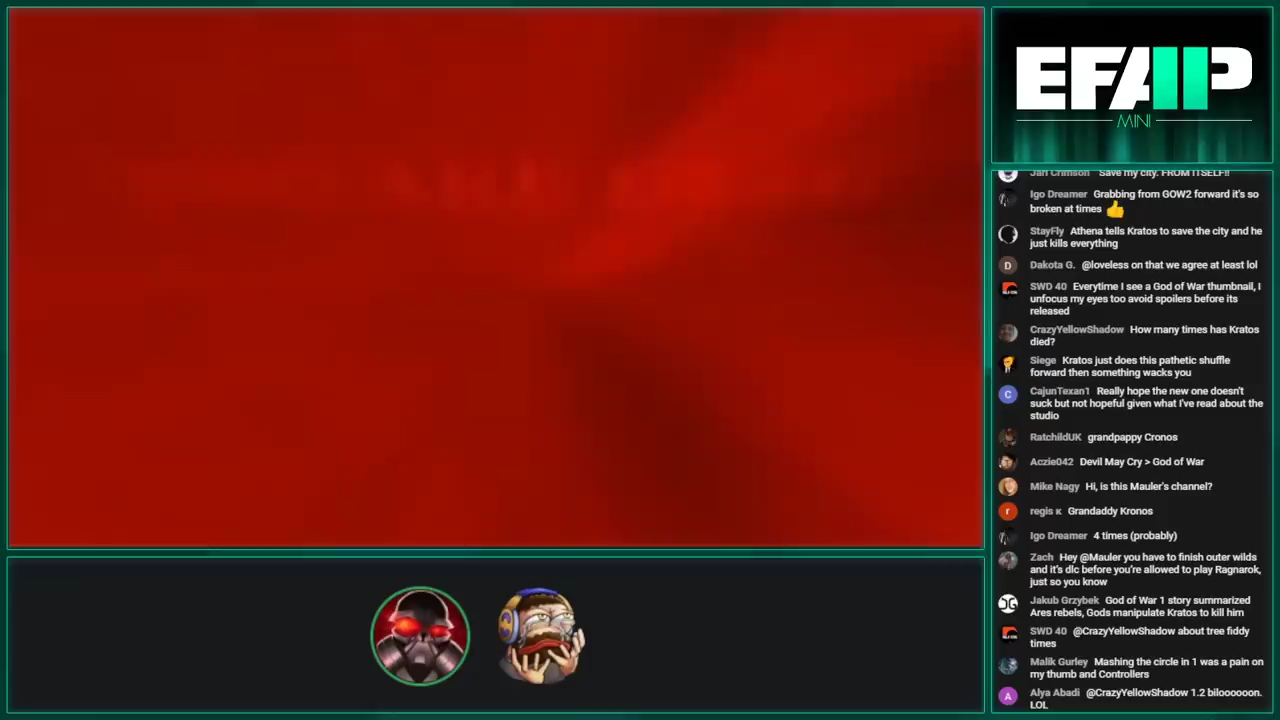 EFAP
MINI
Jan Crimson Save my city. FROM ITSELF!!
Igo Dreamer Grabbing from GOW2 forward it's so
broken at times 👍
StayFly Athena tells Kratos to save the city and he
just kills everything
D
Dakota G. @loveless on that we agree at least lol
SWD 40 Everytime I see a God of War thumbnail, I
unfocus my eyes too avoid spoilers before its
released
CrazyYellowShadow How many times has Kratos
died?
Siege Kratos just does this pathetic shuffle
forward then something wacks you
C
CajunTexan1 Really hope the new one doesn't
suck but not hopeful given what I've read about the
studio
RatchildUK grandpappy Cronos
Aczie042 Devil May Cry > God of War
Mike Nagy Hi, is this Mauler's channel?
r
regis κ Grandaddy Kronos
Igo Dreamer 4 times (probably)
Zach Hey @Mauler you have to finish outer wilds
and it's dlc before you're allowed to play Ragnarok,
just so you know
Jakub Grzybek God of War 1 story summarized
Ares rebels, Gods manipulate Kratos to kill him
SWD 40 @CrazyYellowShadow about tree fiddy
times
Malik Gurley Mashing the circle in 1 was a pain on
my thumb and Controllers
A
Alya Abadi @CrazyYellowShadow 1.2 biloooooon.
LOL